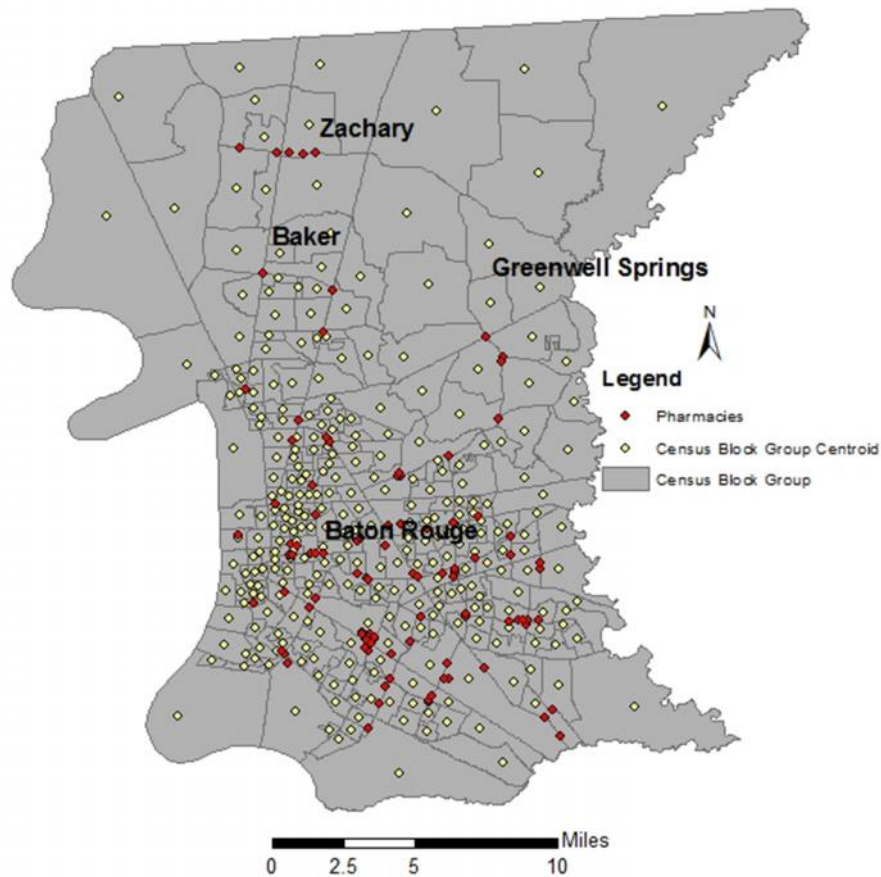 Zachary
Baker
Greenwell Springs
N
Legend
Pharmacies
Census Block Group Centroid
Census Block Group
Baton Rouge
Miles
0 2.5 5 10